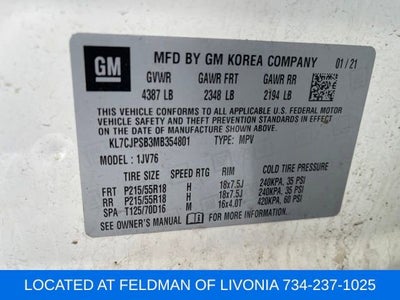 GM
MFD BY GM KOREA COMPANY 01/21
GVWR GAWR FRT GAWR RR
4387 LB 2348 LB 2194 LB
THIS VEHICLE CONFORMS TO ALL APPLICABLE U.S. FEDERAL MOTOR
VEHICLE SAFETY AND THEFT PREVENTION STANDARDS IN EFFECT ON
THE DATE OF MANUFACTURE SHOWN ABOVE.
KL7CJPSB3MB354801 TYPE: MPV
MODEL: 1JV76
TIRE SIZE SPEED RTG RIM COLD TIRE PRESSURE
FRT P215/55R18 H 18x7.5J 240KPA, 35 PSI
RR P215/55R18 H 18x7.5J 240KPA, 35 PSI
SPA T125/70D16 M 16x4.0T 420KPA, 60 PSI
SEE OWNER'S MANUAL FOR MORE INFORMATION.
LOCATED AT FELDMAN OF LIVONIA 734-237-1025